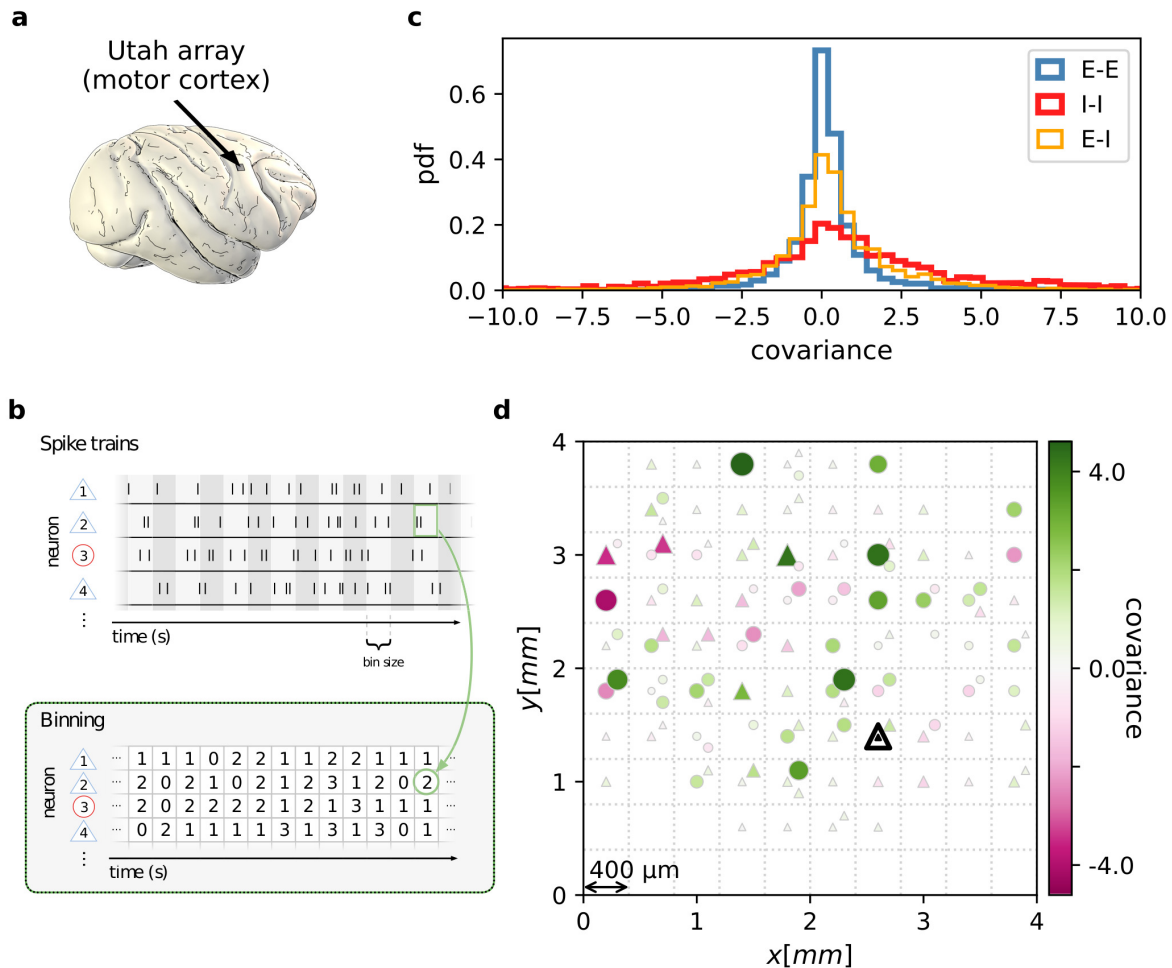 a
Utah array
(motor cortex)
c
pdf
0.6
0.4
0.2
0.0
−10.0 −7.5 −5.0 −2.5 0.0 2.5 5.0 7.5 10.0
covariance
E-E
I-I
E-I
b
Spike trains
neuron
1
2
3
4
⋮
time (s)
bin size
Binning
neuron
1 ··· 1 1 1 0 2 2 1 1 2 2 1 1 1 ···
2 ··· 2 0 2 1 0 2 1 2 3 1 2 0 2 ···
3 ··· 2 0 2 2 2 2 1 2 1 3 1 1 1 ···
4 ··· 0 2 1 1 1 1 3 1 3 1 3 0 1 ···
⋮
time (s)
d
y[mm]
4
3
2
1
0
400 μm
0 1 2 3 4
x[mm]
4.0
0.0
-4.0
covariance